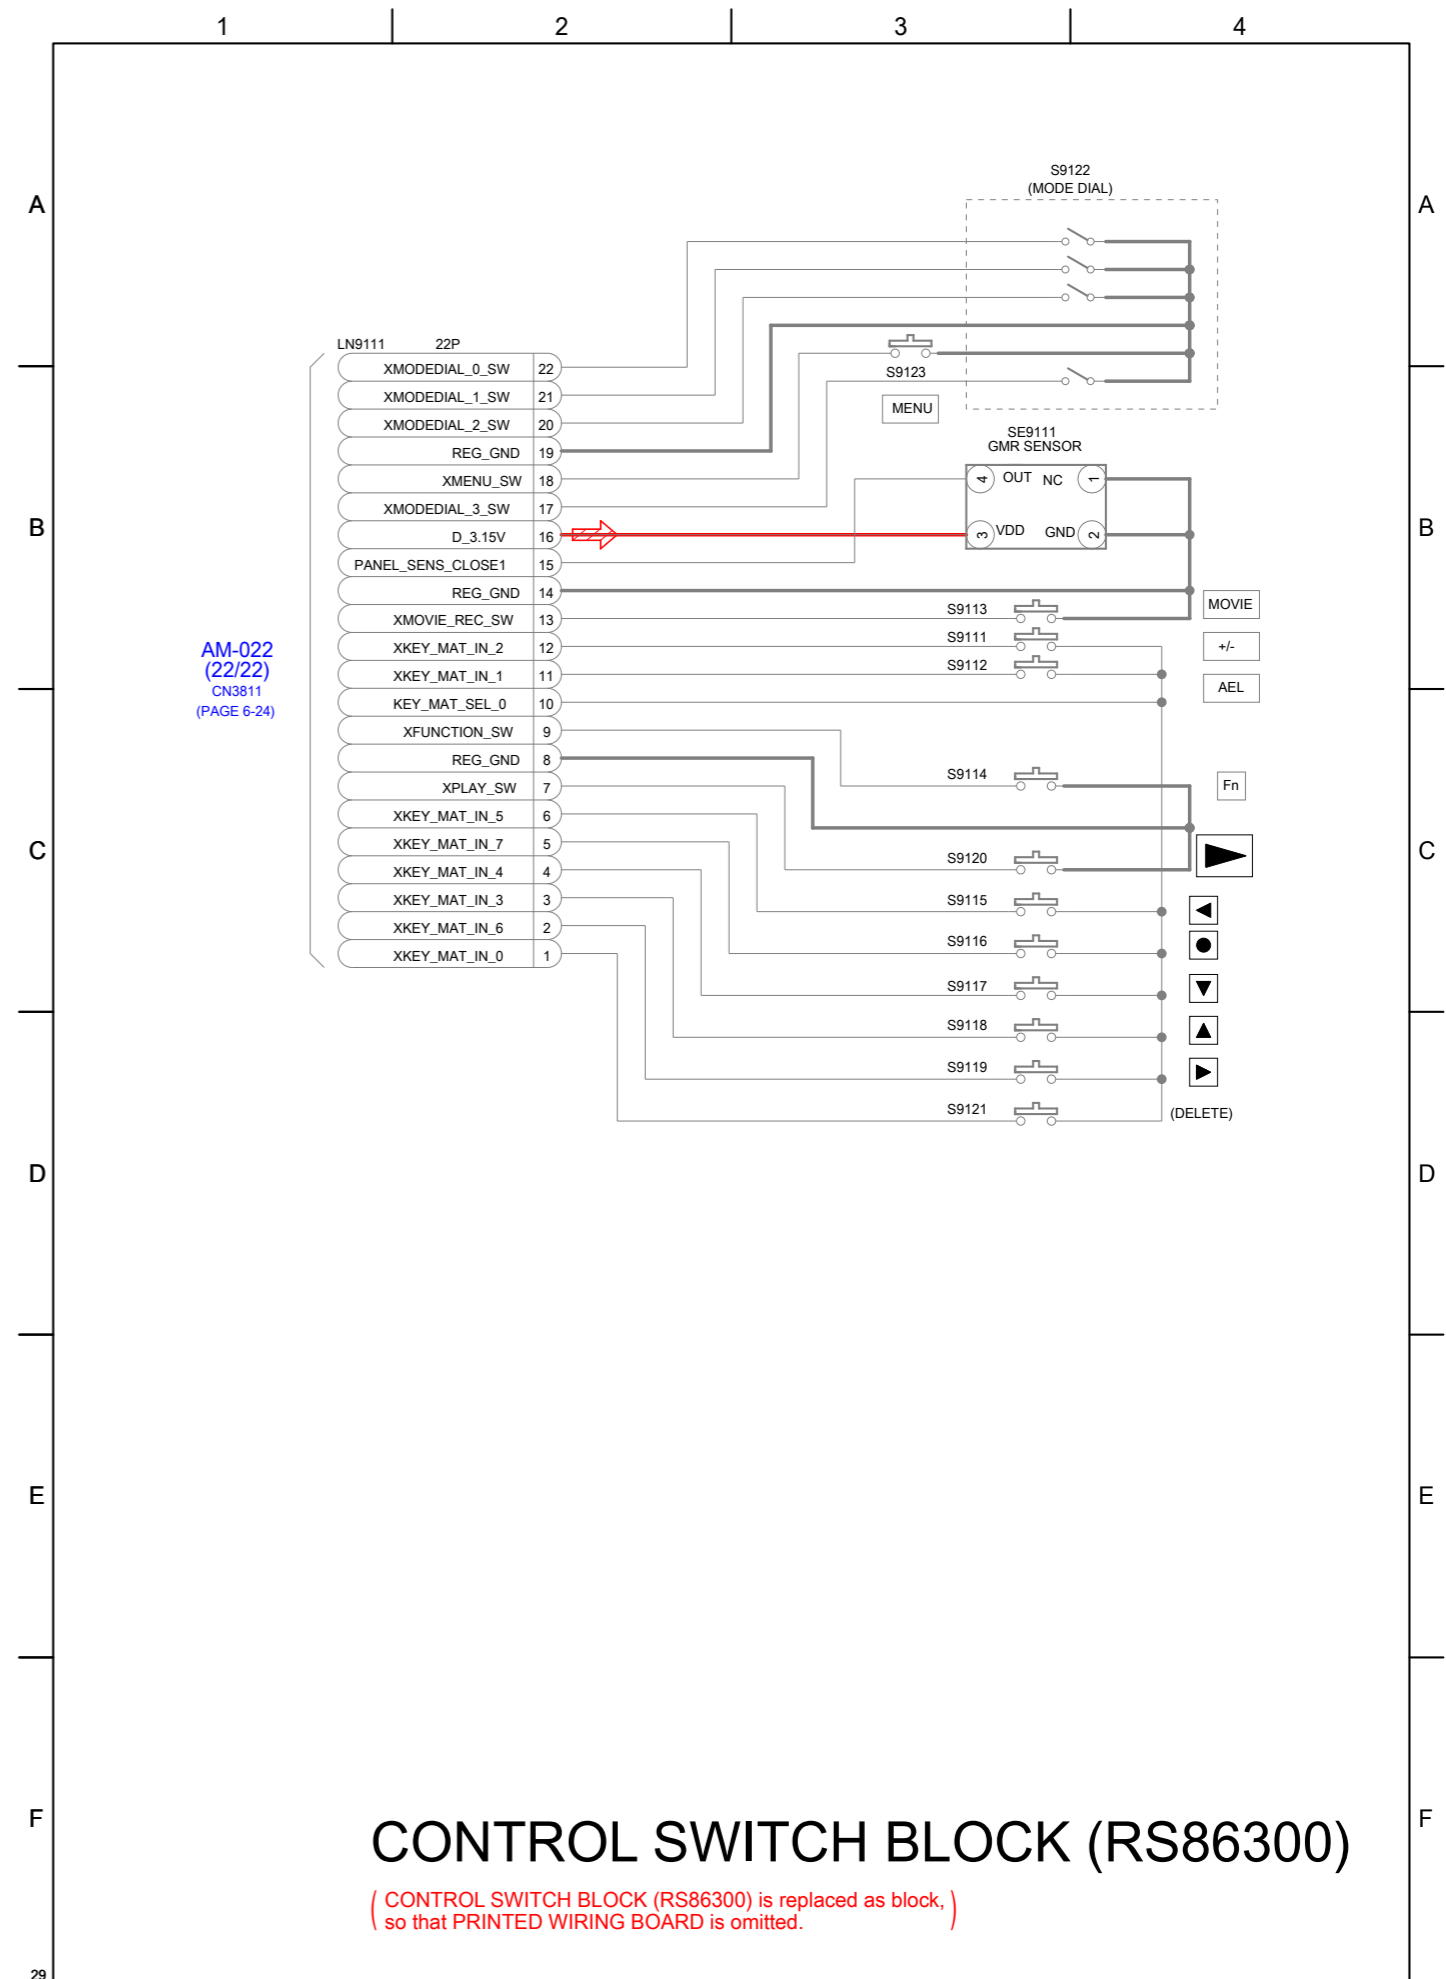 1 2 3 4
A A
S9122
(MODE DIAL)
LN9111 22P
XMODEDIAL_0_SW 22
XMODEDIAL_1_SW 21
XMODEDIAL_2_SW 20
REG_GND 19
XMENU_SW 18
XMODEDIAL_3_SW 17
D_3.15V 16
PANEL_SENS_CLOSE1 15
REG_GND 14
XMOVIE_REC_SW 13
XKEY_MAT_IN_2 12
XKEY_MAT_IN_1 11
KEY_MAT_SEL_0 10
XFUNCTION_SW 9
REG_GND 8
XPLAY_SW 7
XKEY_MAT_IN_5 6
XKEY_MAT_IN_7 5
XKEY_MAT_IN_4 4
XKEY_MAT_IN_3 3
XKEY_MAT_IN_6 2
XKEY_MAT_IN_0 1
S9123
MENU
SE9111
GMR SENSOR
4 OUT NC 1
3 VDD GND 2
B B
S9113 MOVIE
S9111 +/-
S9112 AEL
AM-022
(22/22)
CN3811
(PAGE 6-24)
S9114 Fn
C C
S9120
S9115
S9116
S9117
S9118
S9119
S9121 (DELETE)
D D
E E
F F
CONTROL SWITCH BLOCK (RS86300)
( CONTROL SWITCH BLOCK (RS86300) is replaced as block,
so that PRINTED WIRING BOARD is omitted. )
29